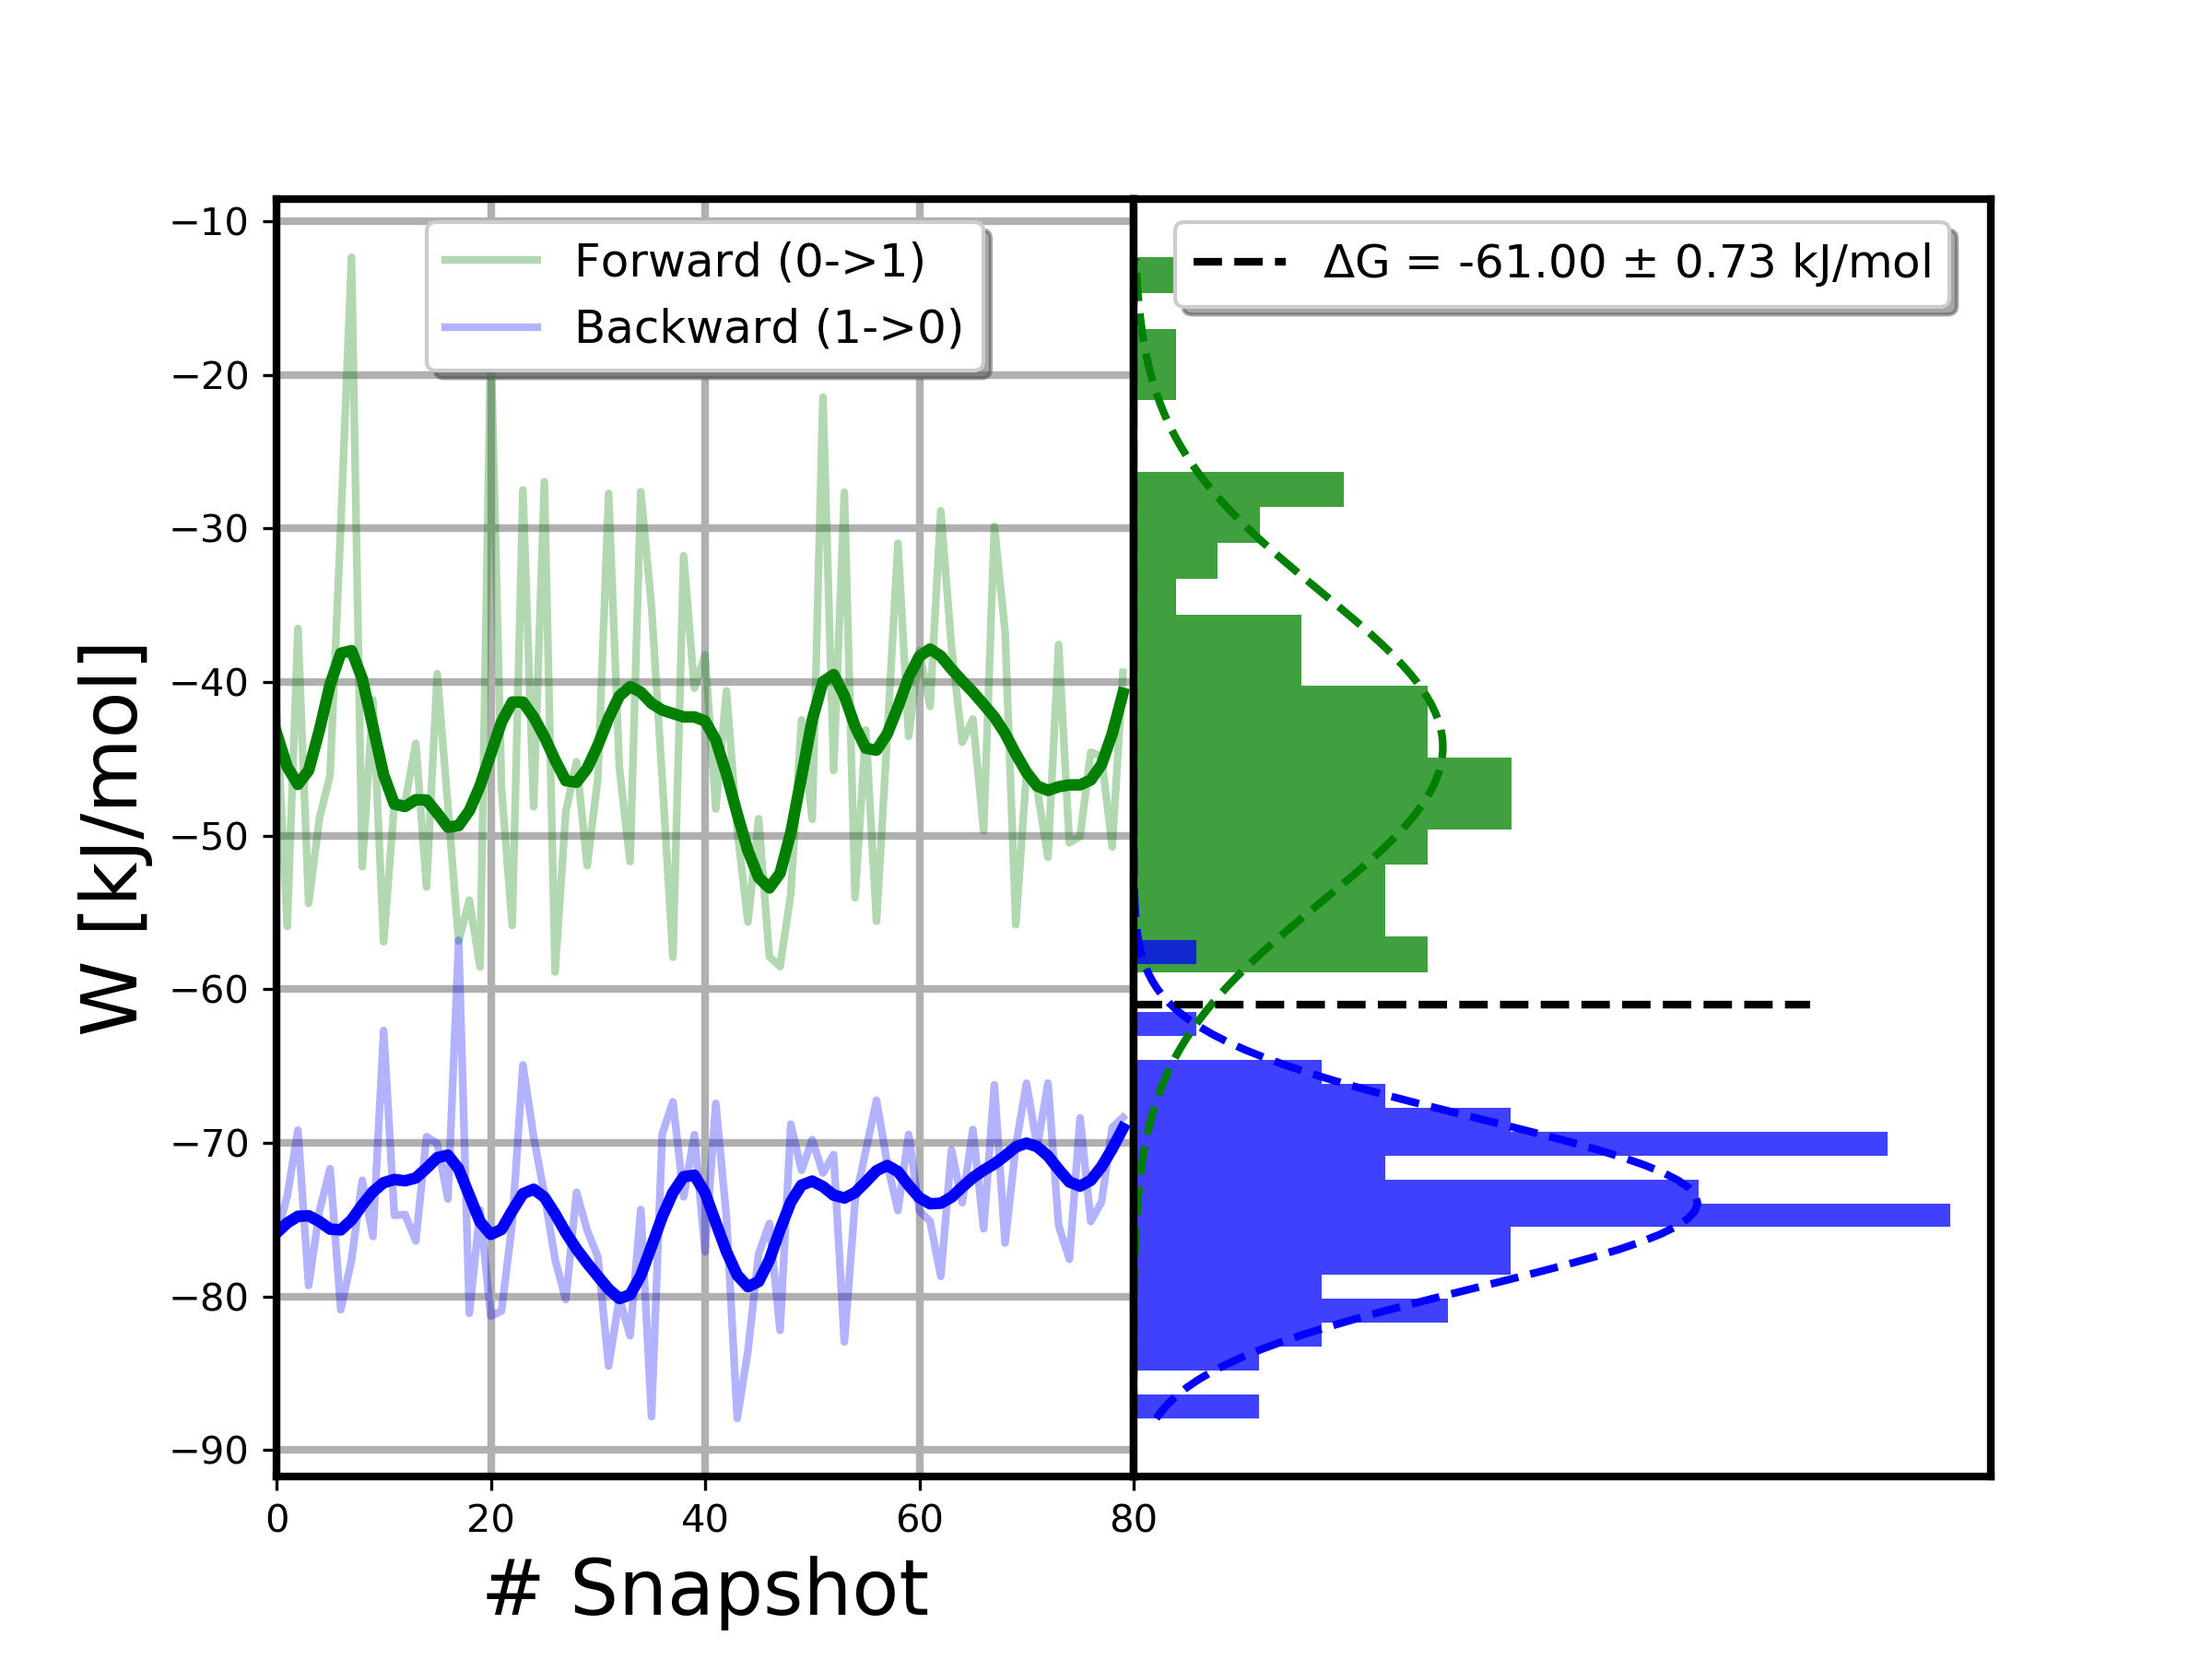 Forward (0->1)
Backward (1->0)
ΔG = -61.00 ± 0.73 kJ/mol
W [kJ/mol]
−10
−20
−30
−40
−50
−60
−70
−80
−90
0 20 40 60 80
# Snapshot